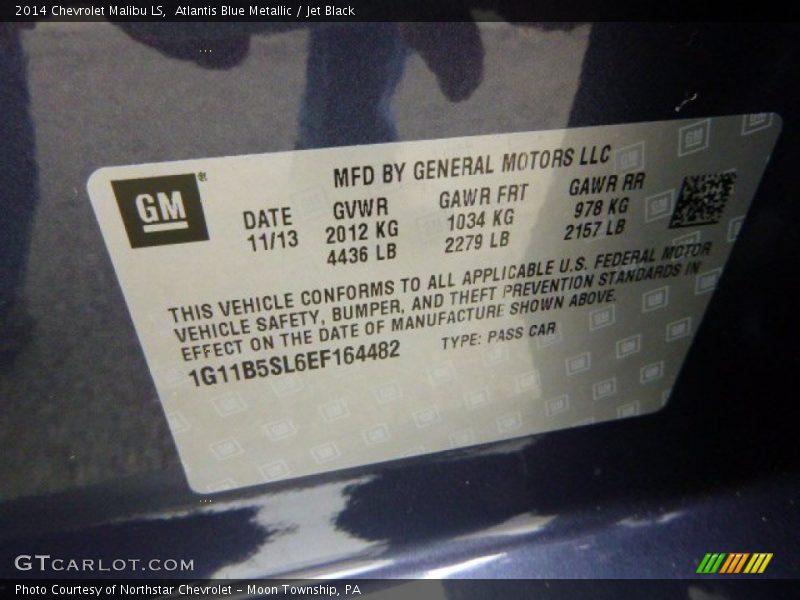 2014 Chevrolet Malibu LS,  Atlantis Blue Metallic / Jet Black
GM®
MFD BY GENERAL MOTORS LLC
DATE GVWR GAWR FRT GAWR RR
11/13 2012 KG 1034 KG 978 KG
4436 LB 2279 LB 2157 LB
THIS VEHICLE CONFORMS TO ALL APPLICABLE U.S. FEDERAL MOTOR
VEHICLE SAFETY, BUMPER, AND THEFT PREVENTION STANDARDS IN
EFFECT ON THE DATE OF MANUFACTURE SHOWN ABOVE.
1G11B5SL6EF164482 TYPE: PASS CAR
GTCARLOT.COM
Photo Courtesy of Northstar Chevrolet - Moon Township, PA